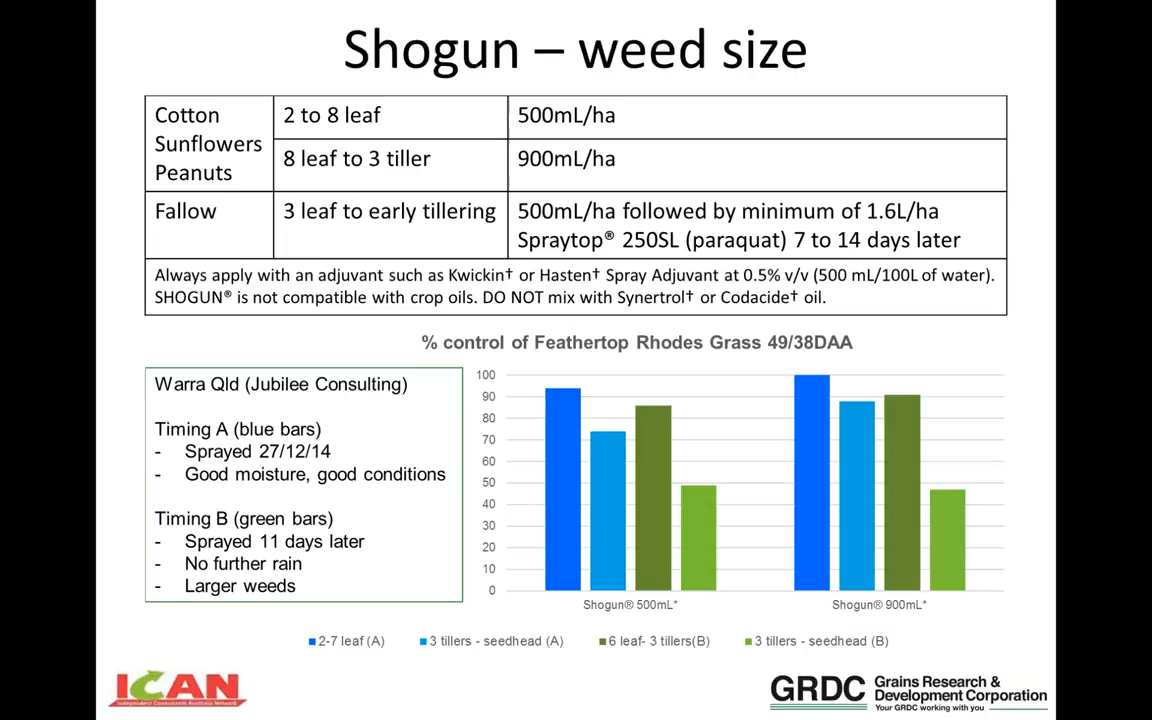 Shogun – weed size
Cotton
Sunflowers
Peanuts
2 to 8 leaf
500mL/ha
8 leaf to 3 tiller
900mL/ha
Fallow
3 leaf to early tillering
500mL/ha followed by minimum of 1.6L/ha
Spraytop® 250SL (paraquat) 7 to 14 days later
Always apply with an adjuvant such as Kwickin† or Hasten† Spray Adjuvant at 0.5% v/v (500 mL/100L of water).
SHOGUN® is not compatible with crop oils. DO NOT mix with Synertrol† or Codacide† oil.
% control of Feathertop Rhodes Grass 49/38DAA
Warra Qld (Jubilee Consulting)
Timing A (blue bars)
- Sprayed 27/12/14
- Good moisture, good conditions
Timing B (green bars)
- Sprayed 11 days later
- No further rain
- Larger weeds
100
90
80
70
60
50
40
30
20
10
0
Shogun® 500mL* Shogun® 900mL*
2-7 leaf (A) 3 tillers - seedhead (A) 6 leaf- 3 tillers(B) 3 tillers - seedhead (B)
ICAN
Independent Consultants Australia Network
GRDC
Grains Research &
Development Corporation
Your GRDC working with you